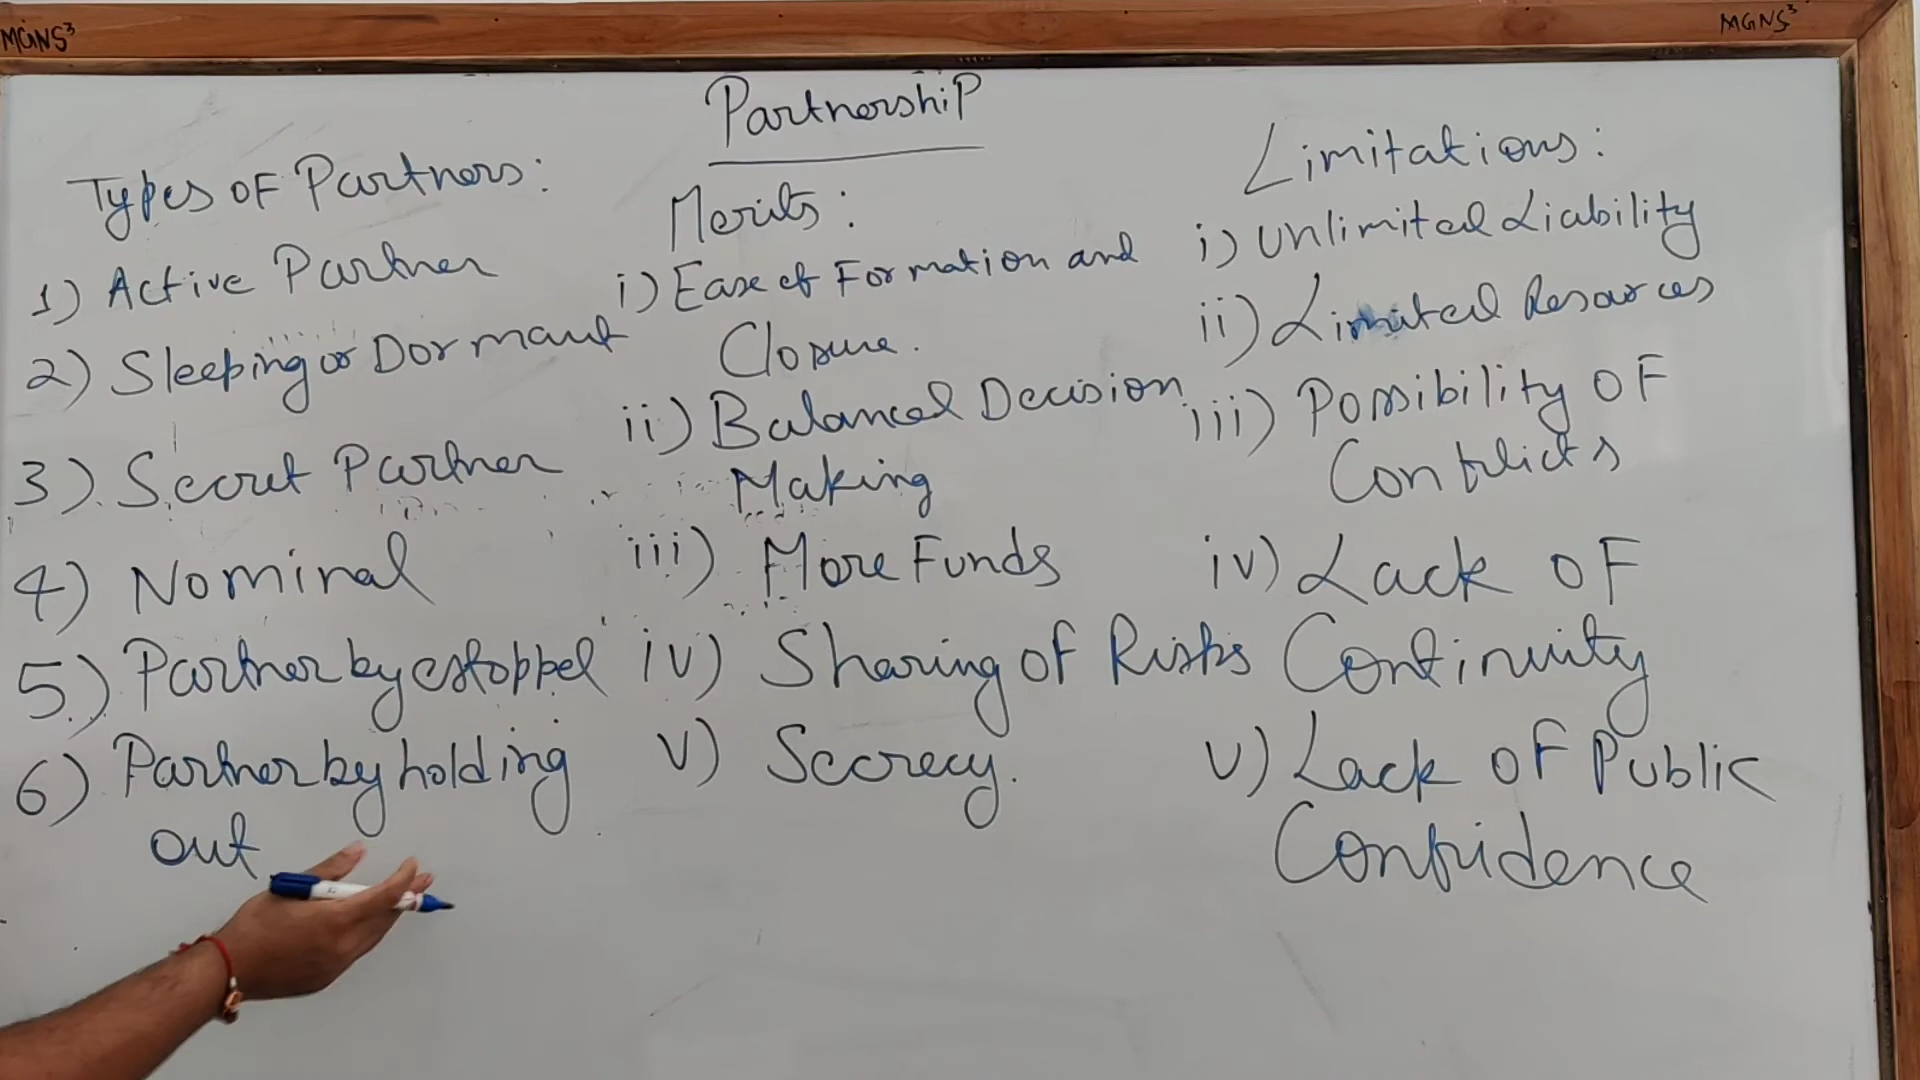 MGNS³
MGNS³
Partnership
Types of Partners:
1) Active Partner
2) Sleeping or Dormant
3) Secret Partner
4) Nominal
5) Partner by estoppel
6) Partner by holding
out
Merits:
i) Ease of Formation and
Closure.
ii) Balanced Decision
Making
iii) More Funds
iv) Sharing of Risks
v) Secrecy.
Limitations:
i) Unlimited Liability
ii) Limited Resources
iii) Possibility of
Conflicts
iv) Lack of
Continuity
v) Lack of Public
Confidence